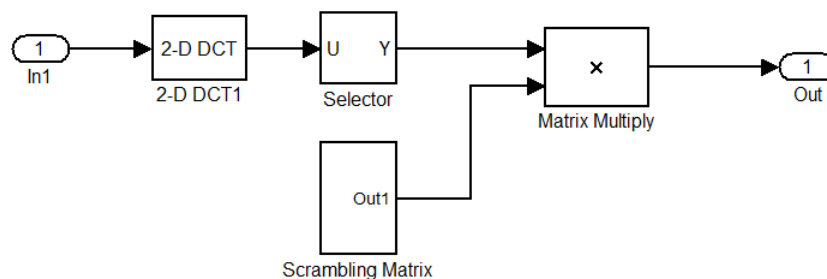 1
In1
2-D DCT
2-D DCT1
U
Y
Selector
×
Matrix Multiply
1
Out
Out1
Scrambling Matrix